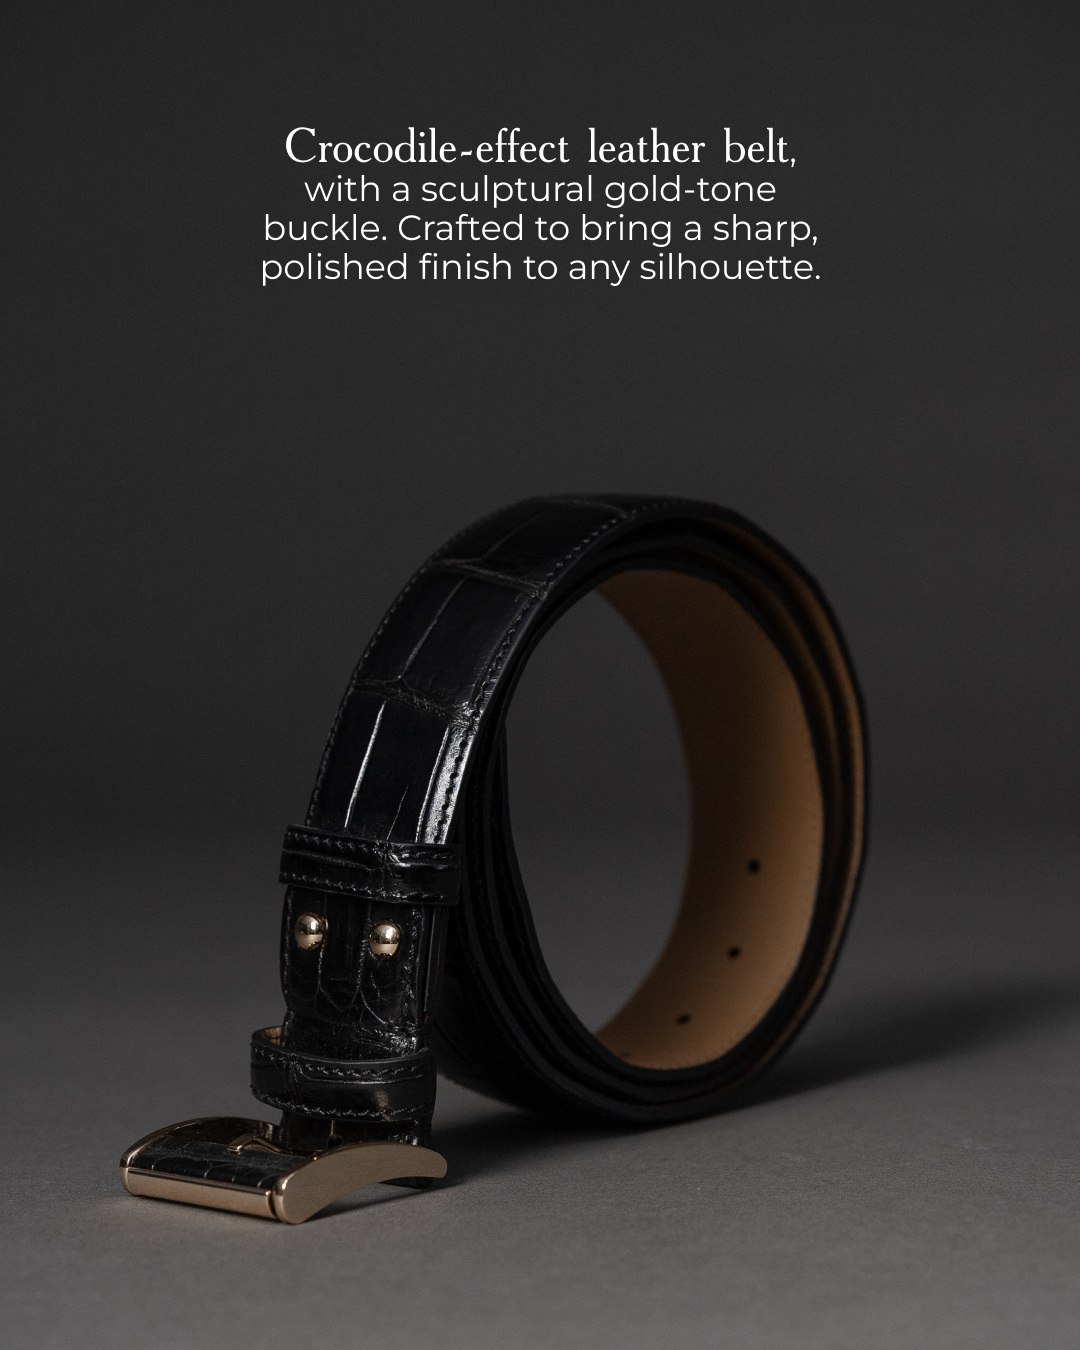 Crocodile-effect leather belt,
with a sculptural gold-tone
buckle. Crafted to bring a sharp,
polished finish to any silhouette.